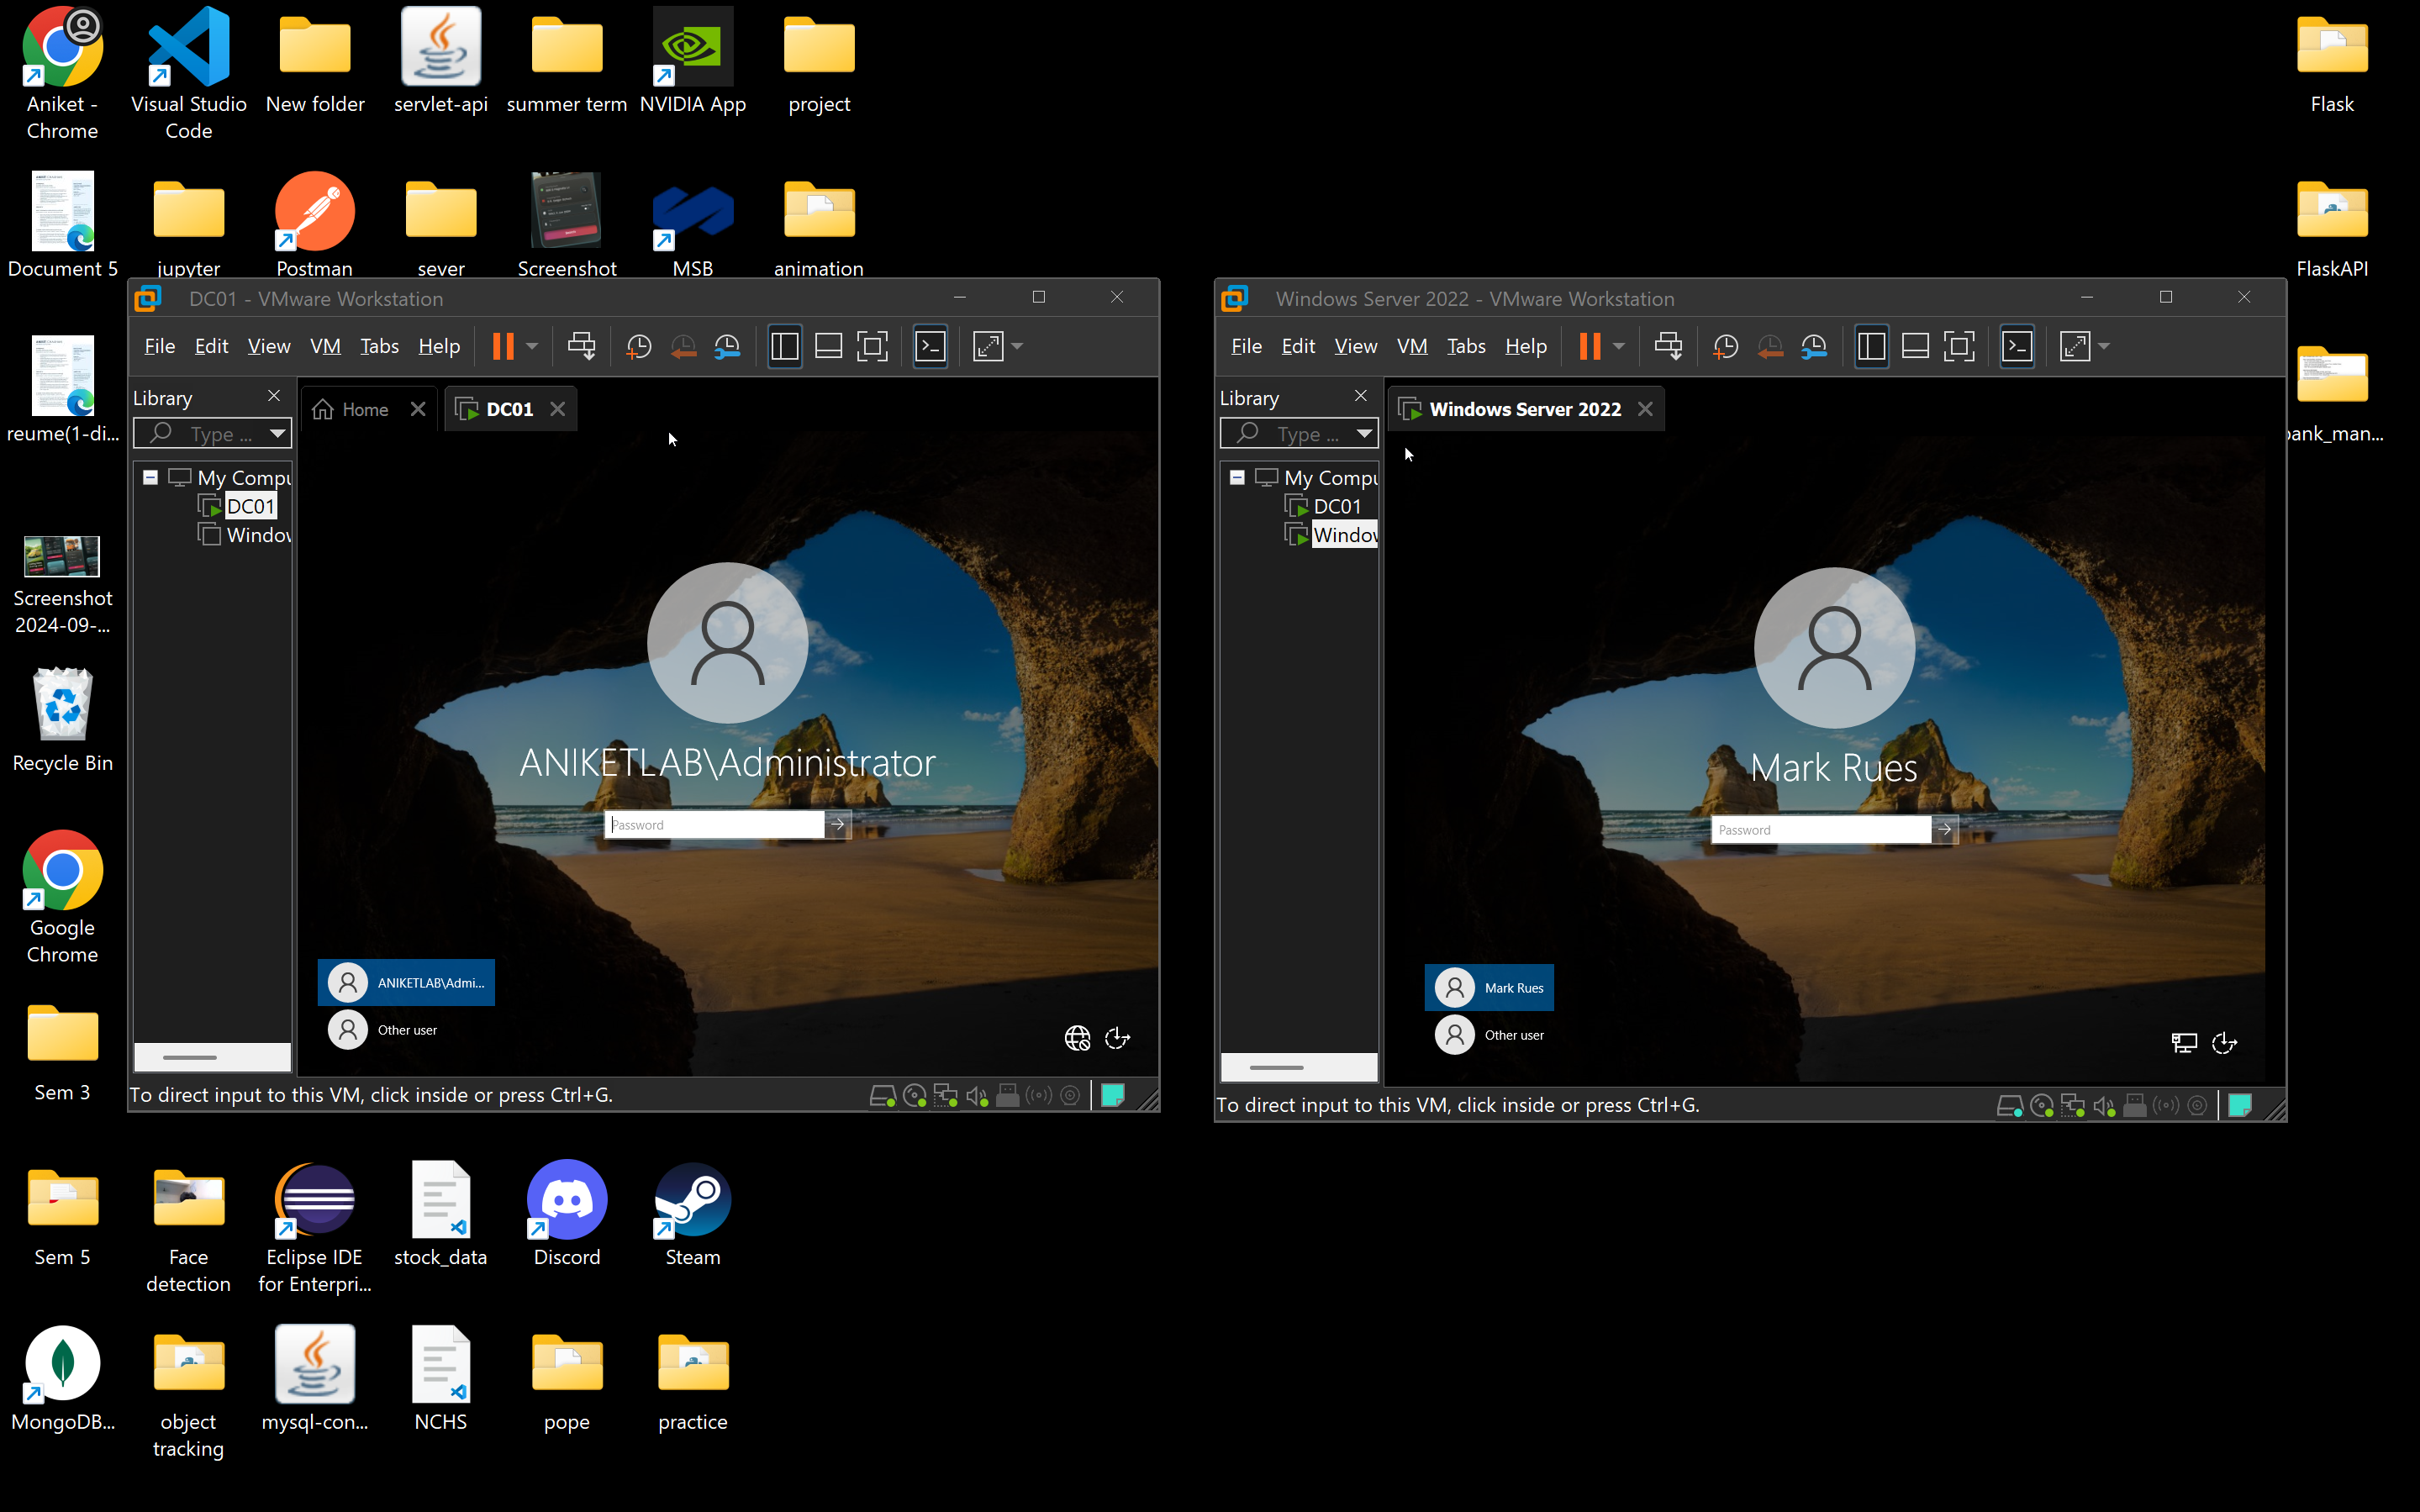 Aniket -
Chrome
Visual Studio
Code
New folder
servlet-api
summer term
NVIDIA App
project
Flask
Document 5
jupyter
Postman
sever
Screenshot
MSB
animation
FlaskAPI
reume(1-di...
bank_man...
Screenshot
2024-09-...
Recycle Bin
Google
Chrome
Sem 3
DC01 - VMware Workstation
File Edit View VM Tabs Help
Library
Home
DC01
Type ...
My Compu
DC01
Window
ANIKETLAB\Administrator
Password
ANIKETLAB\Admi...
Other user
To direct input to this VM, click inside or press Ctrl+G.
Windows Server 2022 - VMware Workstation
File Edit View VM Tabs Help
Library
Windows Server 2022
Type ...
My Compu
DC01
Window
Mark Rues
Password
Mark Rues
Other user
To direct input to this VM, click inside or press Ctrl+G.
Sem 5
Face
detection
Eclipse IDE
for Enterpri...
stock_data
Discord
Steam
MongoDB...
object
tracking
mysql-con...
NCHS
pope
practice